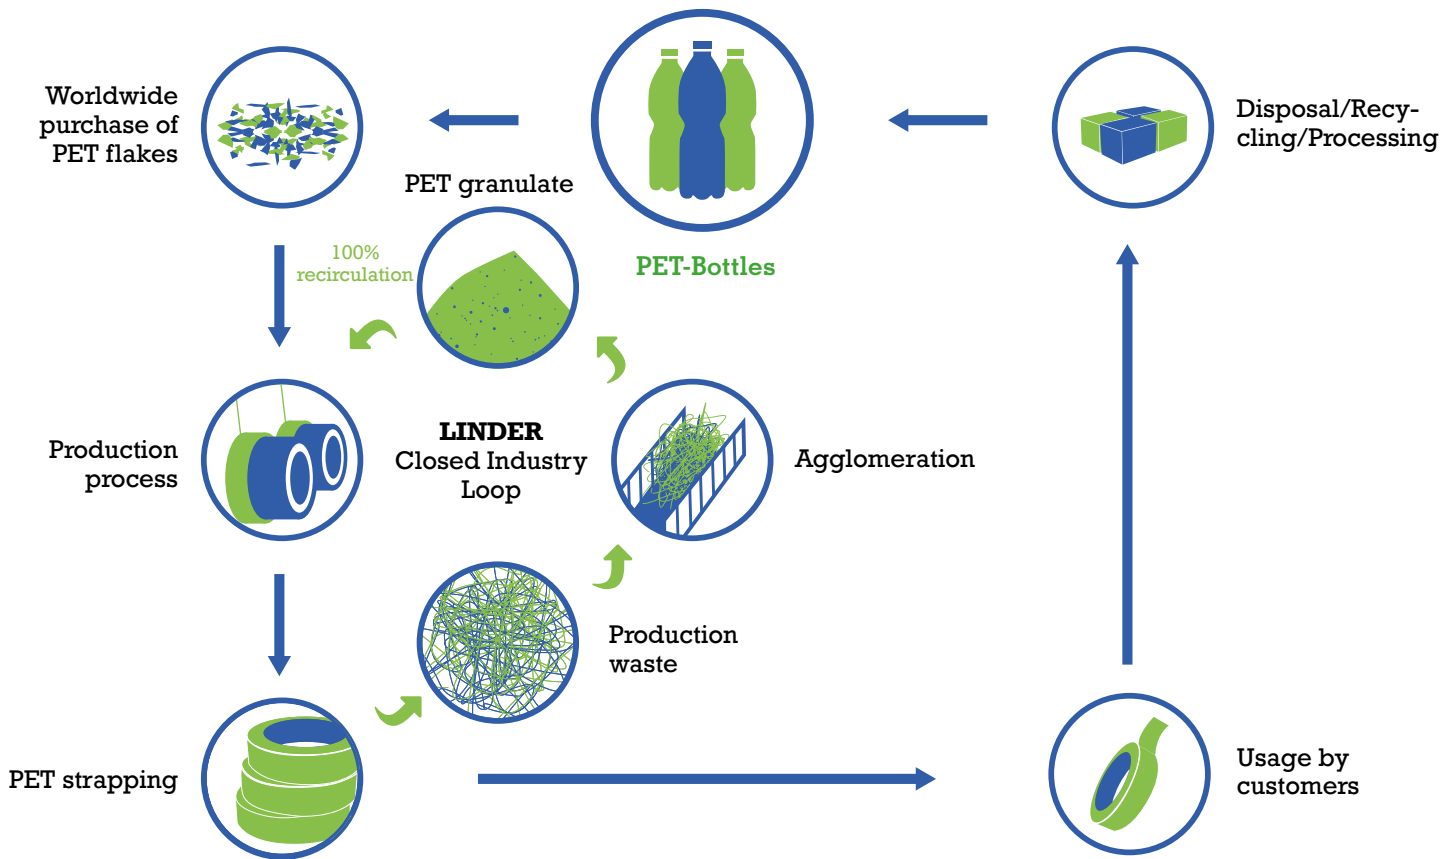 Worldwide
purchase of
PET flakes
Disposal/Recy-
cling/Processing
PET granulate
100%
recirculation
PET-Bottles
Production
process
LINDER
Closed Industry
Loop
Agglomeration
Production
waste
PET strapping
Usage by
customers